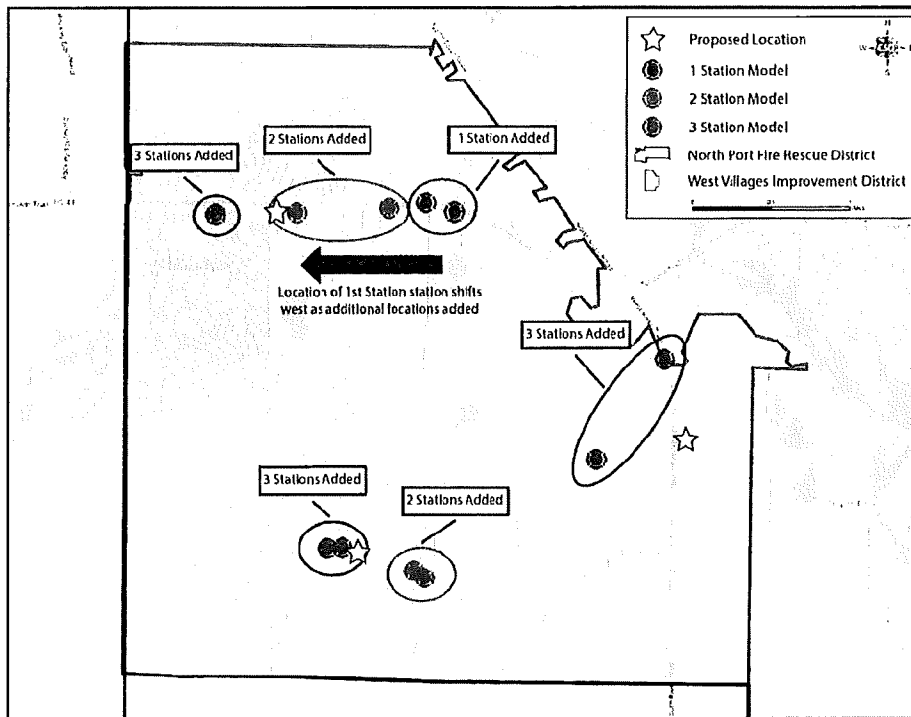 Proposed Location
N
W
E
S
1 Station Model
2 Station Model
3 Station Model
North Port Fire Rescue District
West Villages Improvement District
3 Stations Added
2 Stations Added
1 Station Added
Location of 1st Station station shifts
west as additional locations added
3 Stations Added
3 Stations Added
2 Stations Added